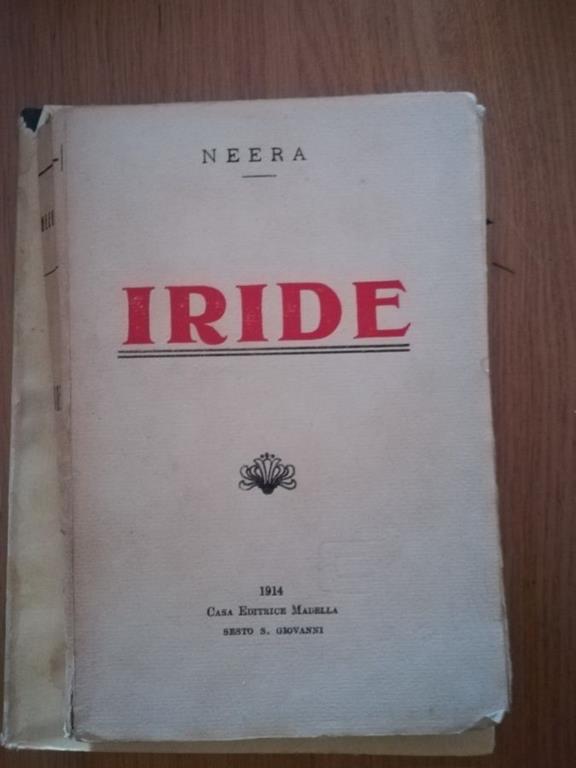 NEERA
IRIDE
1914
CASA EDITRICE MADELLA
SESTO S. GIOVANNI